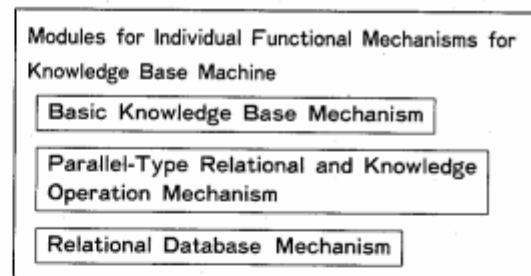 Modules for Individual Functional Mechanisms for
Knowledge Base Machine
Basic Knowledge Base Mechanism
Parallel-Type Relational and Knowledge
Operation Mechanism
Relational Database Mechanism